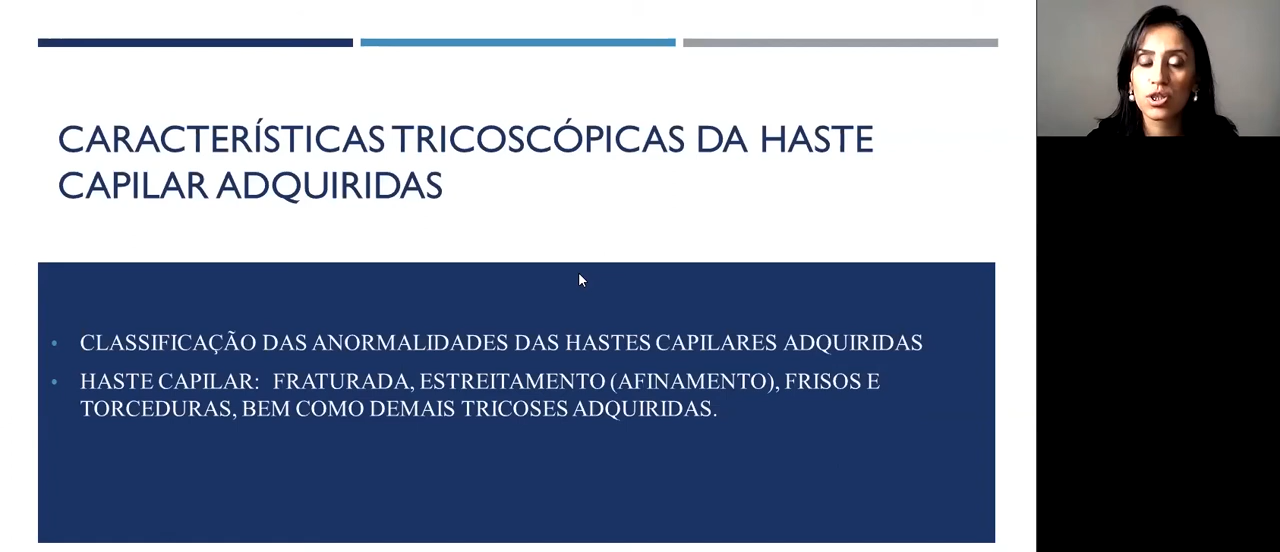 CARACTERÍSTICAS TRICOSCÓPICAS DA HASTE
CAPILAR ADQUIRIDAS
• CLASSIFICAÇÃO DAS ANORMALIDADES DAS HASTES CAPILARES ADQUIRIDAS
• HASTE CAPILAR: FRATURADA, ESTREITAMENTO (AFINAMENTO), FRISOS E
TORCEDURAS, BEM COMO DEMAIS TRICOSES ADQUIRIDAS.